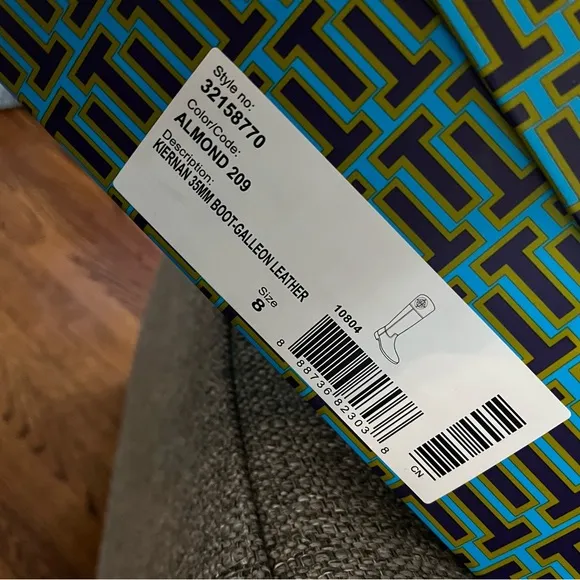 Style no:
32158770
Color/Code:
ALMOND 209
Description:
KIERNAN 35MM BOOT-GALLEON LEATHER
Size
8
10804
8 88736 82303 8
CN